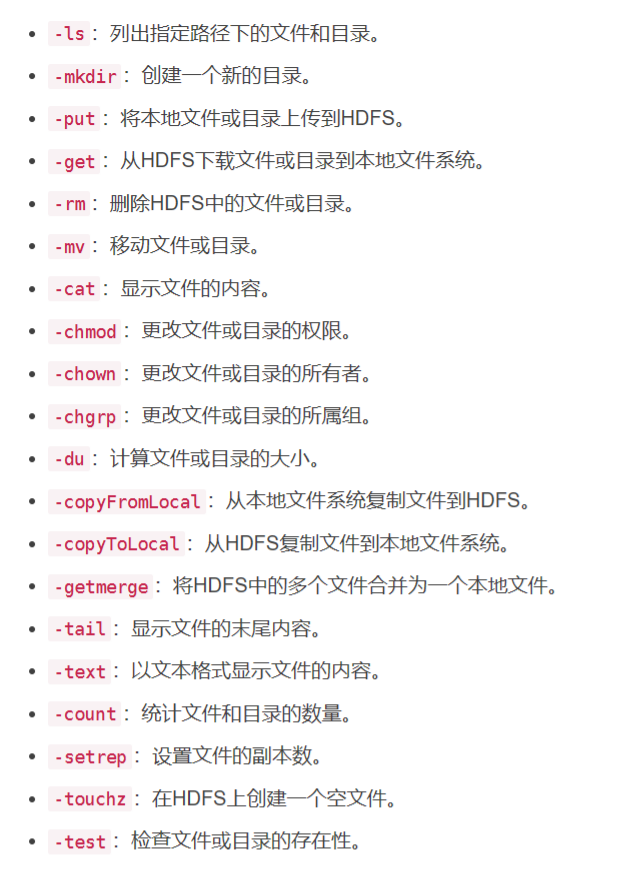 -ls：列出指定路径下的文件和目录。
-mkdir：创建一个新的目录。
-put：将本地文件或目录上传到HDFS。
-get：从HDFS下载文件或目录到本地文件系统。
-rm：删除HDFS中的文件或目录。
-mv：移动文件或目录。
-cat：显示文件的内容。
-chmod：更改文件或目录的权限。
-chown：更改文件或目录的所有者。
-chgrp：更改文件或目录的所属组。
-du：计算文件或目录的大小。
-copyFromLocal：从本地文件系统复制文件到HDFS。
-copyToLocal：从HDFS复制文件到本地文件系统。
-getmerge：将HDFS中的多个文件合并为一个本地文件。
-tail：显示文件的末尾内容。
-text：以文本格式显示文件的内容。
-count：统计文件和目录的数量。
-setrep：设置文件的副本数。
-touchz：在HDFS上创建一个空文件。
-test：检查文件或目录的存在性。